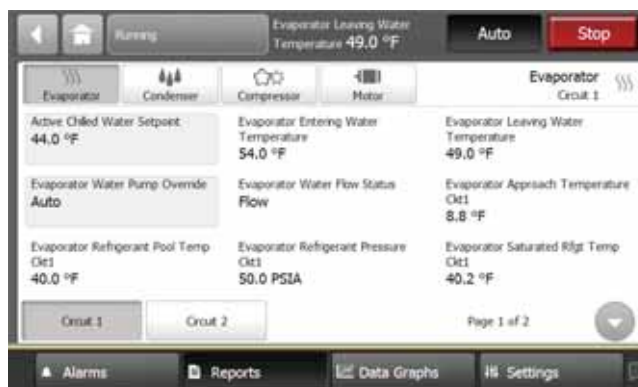 Running
Evaporator Leaving Water
Temperature 49.0 °F
Auto
Stop
Evaporator
Condenser
Compressor
Motor
Evaporator
Circuit 1
Active Chilled Water Setpoint
44.0 °F
Evaporator Entering Water
Temperature
54.0 °F
Evaporator Leaving Water
Temperature
49.0 °F
Evaporator Water Pump Override
Auto
Evaporator Water Flow Status
Flow
Evaporator Approach Temperature
Ckt1
8.8 °F
Evaporator Refrigerant Pool Temp
Ckt1
40.0 °F
Evaporator Refrigerant Pressure
Ckt1
50.0 PSIA
Evaporator Saturated Rfgt Temp
Ckt1
40.2 °F
Circuit 1
Circuit 2
Page 1 of 2
Alarms
Reports
Data Graphs
Settings